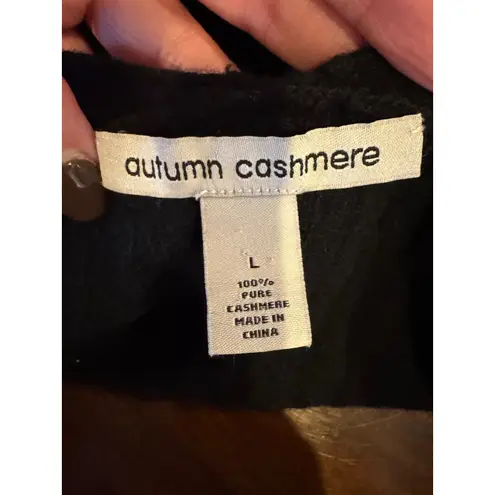 autumn cashmere
L
100%
PURE
CASHMERE
MADE IN
CHINA